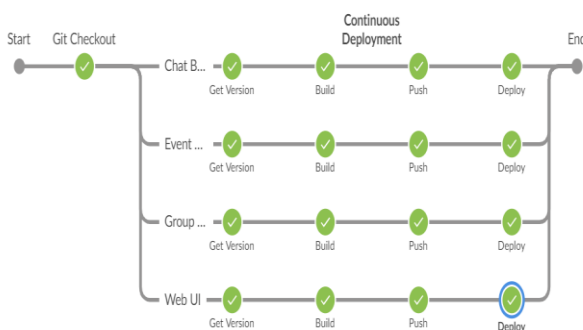 Continuous
Deployment
Start
Git Checkout
End
Chat B...
Get Version
Build
Push
Deploy
Event ...
Get Version
Build
Push
Deploy
Group ...
Get Version
Build
Push
Deploy
Web UI
Get Version
Build
Push
Deploy